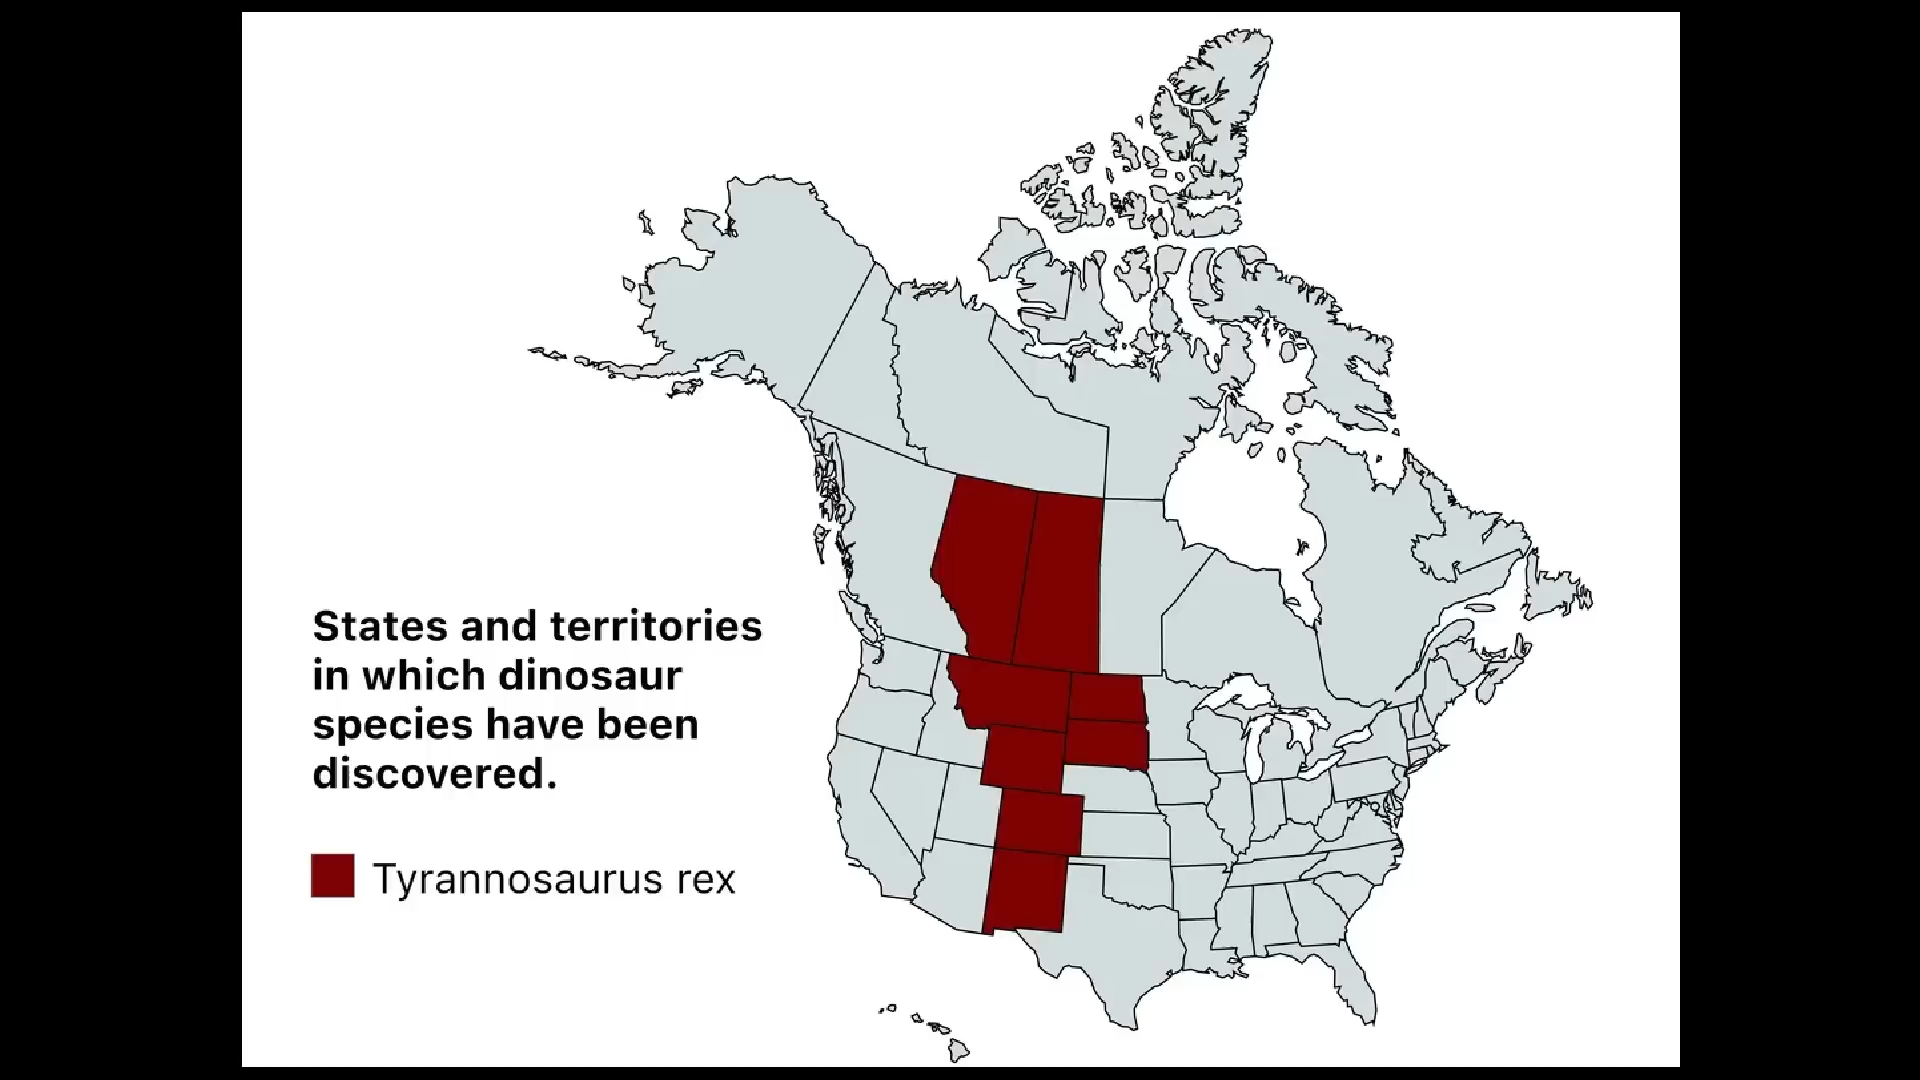 States and territories
in which dinosaur
species have been
discovered.
Tyrannosaurus rex